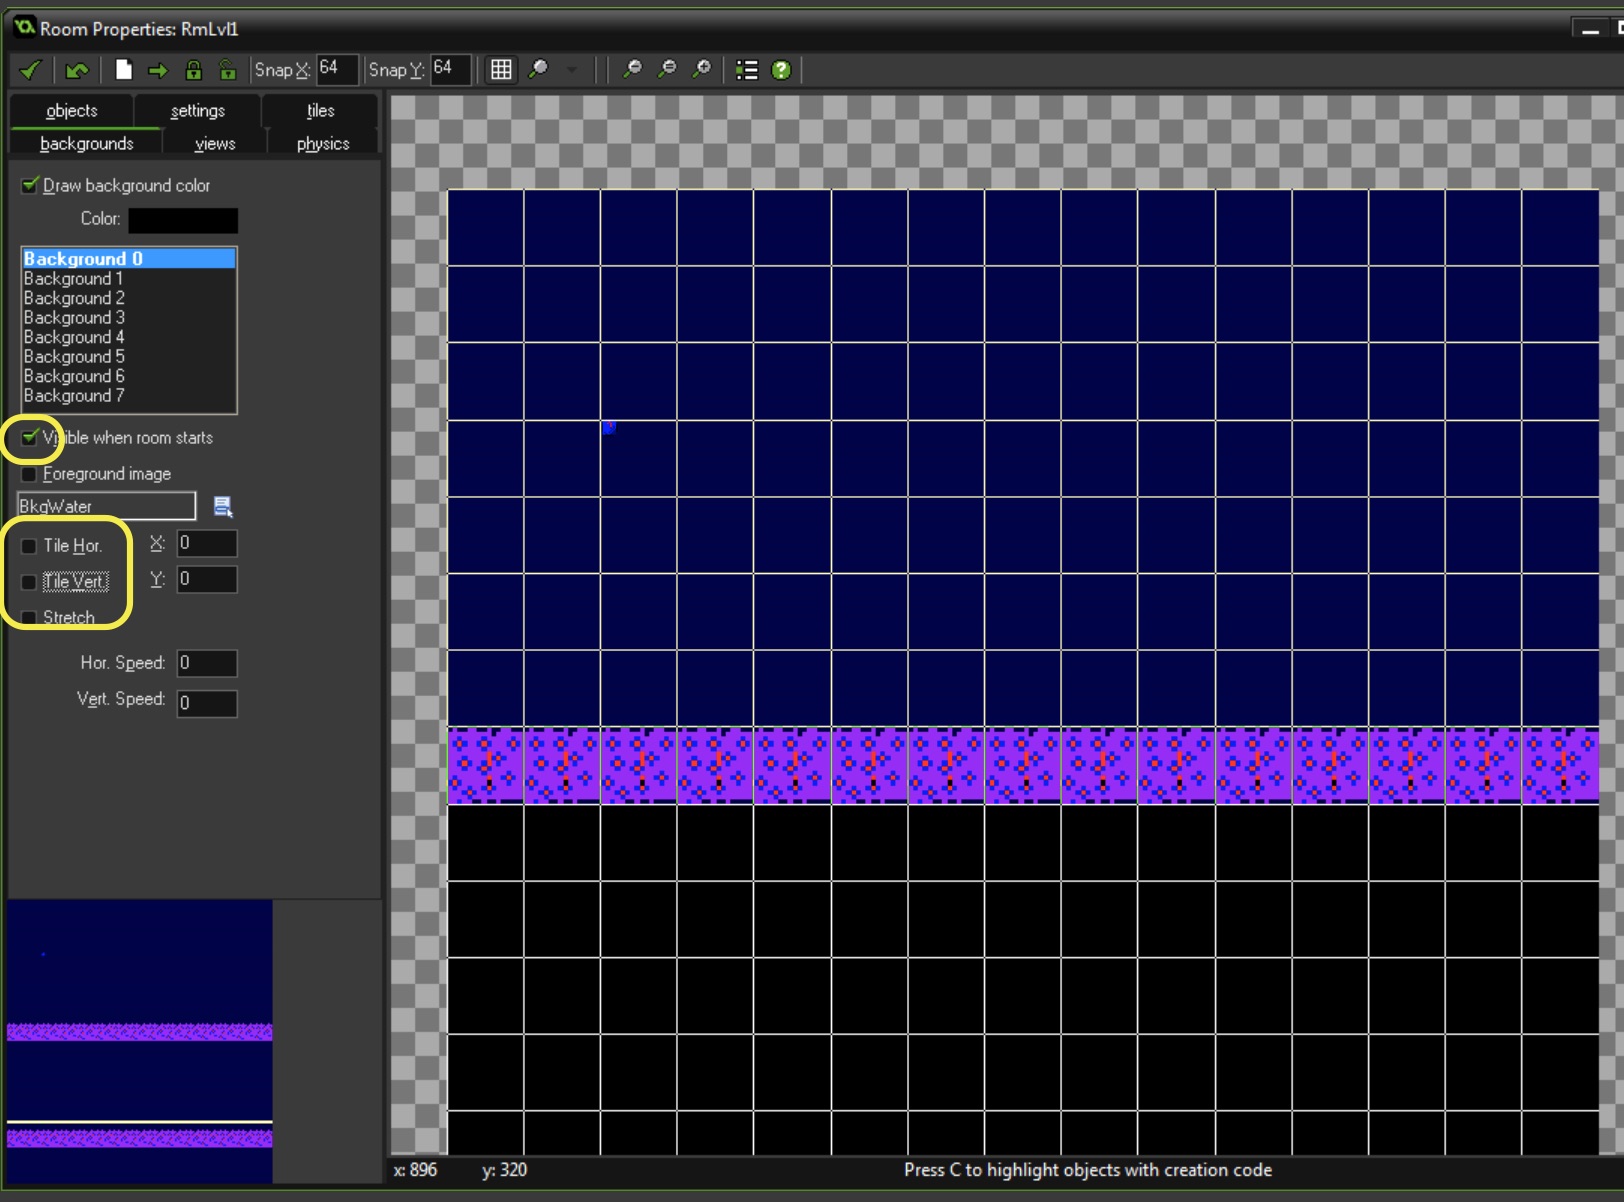 Room Properties: RmLvl1
Snap X: 64 Snap Y: 64
objects settings tiles
backgrounds views physics
Draw background color
Color:
Background 0
Background 1
Background 2
Background 3
Background 4
Background 5
Background 6
Background 7
Visible when room starts
Foreground image
BkgWater
Tile Hor. X: 0
Tile Vert. Y: 0
Stretch
Hor. Speed: 0
Vert. Speed: 0
x: 896 y: 320 Press C to highlight objects with creation code